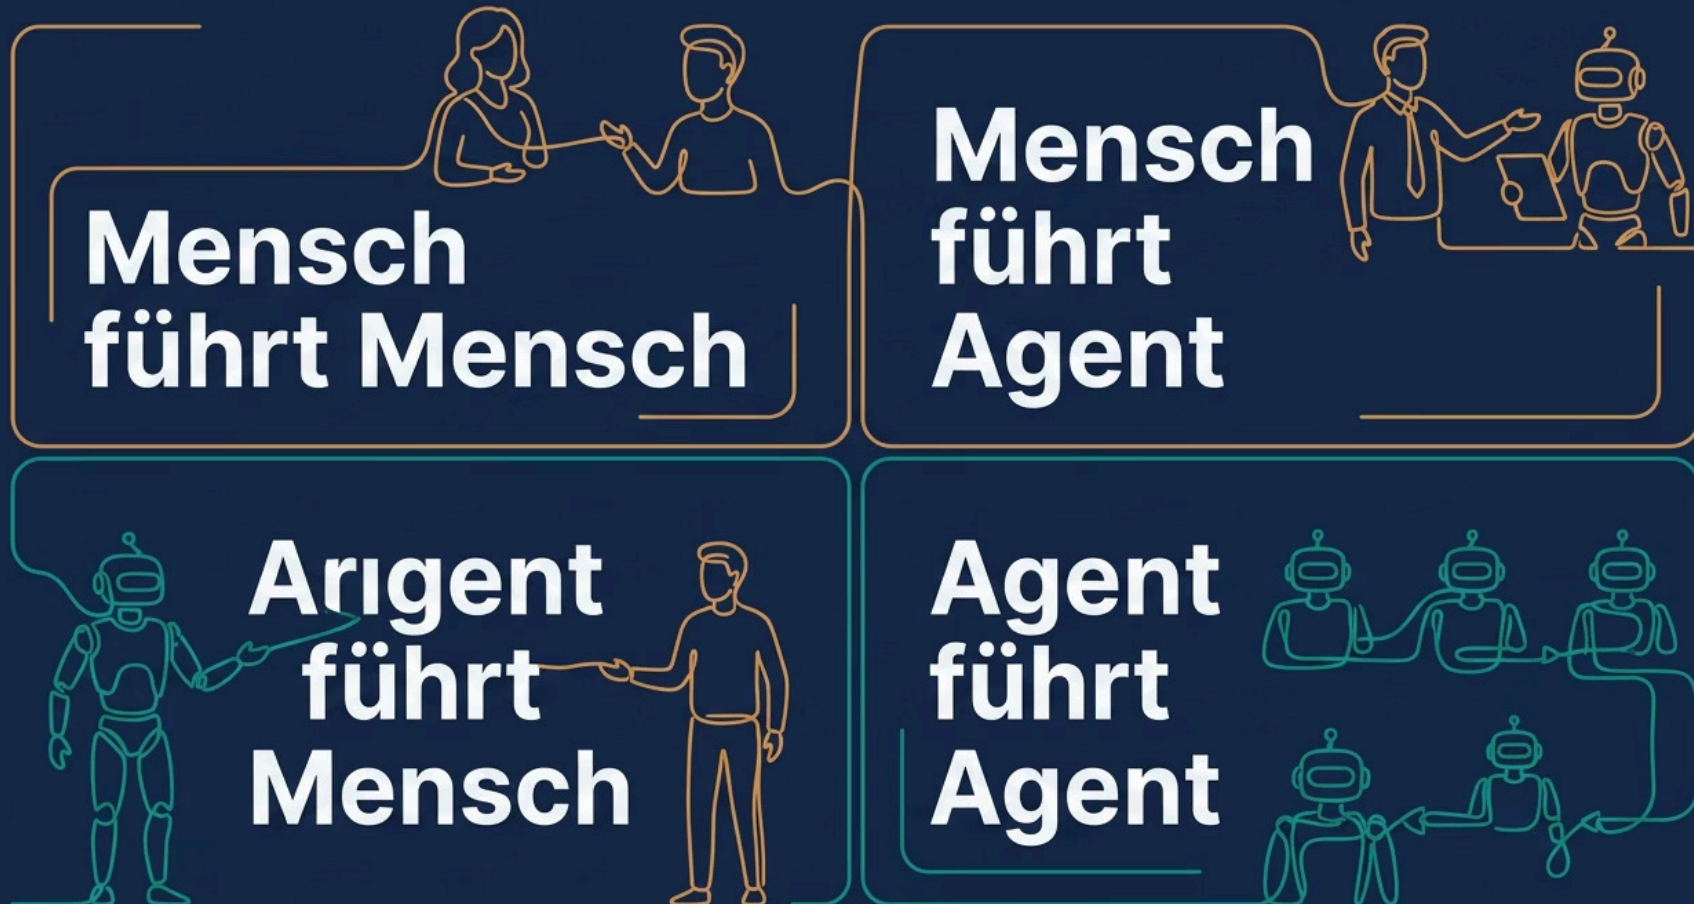 Mensch
führt Mensch
Mensch
führt
Agent
Arıgent
führt
Mensch
Agent
führt
Agent